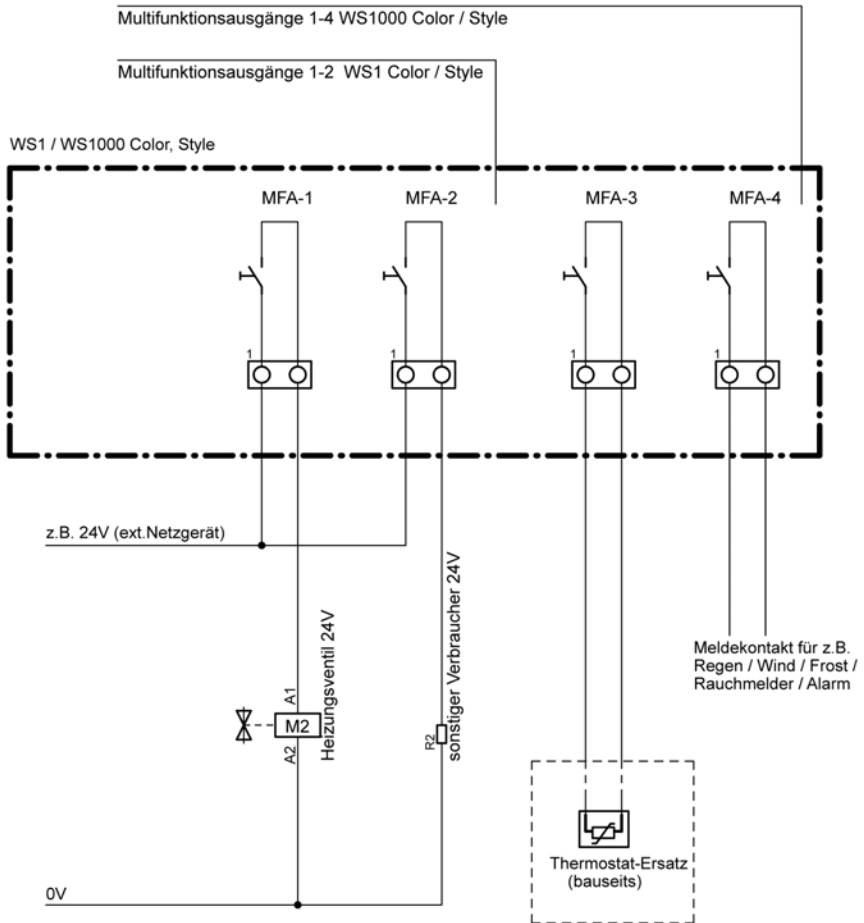 Multifunktionsausgänge 1-4 WS1000 Color / Style
Multifunktionsausgänge 1-2 WS1 Color / Style
WS1 / WS1000 Color, Style
MFA-1
MFA-2
MFA-3
MFA-4
1
1
1
1
z.B. 24V (ext.Netzgerät)
A1
M2
A2
Heizungsventil 24V
R2
sonstiger Verbraucher 24V
Meldekontakt für z.B.
Regen / Wind / Frost /
Rauchmelder / Alarm
Thermostat-Ersatz
(bauseits)
0V